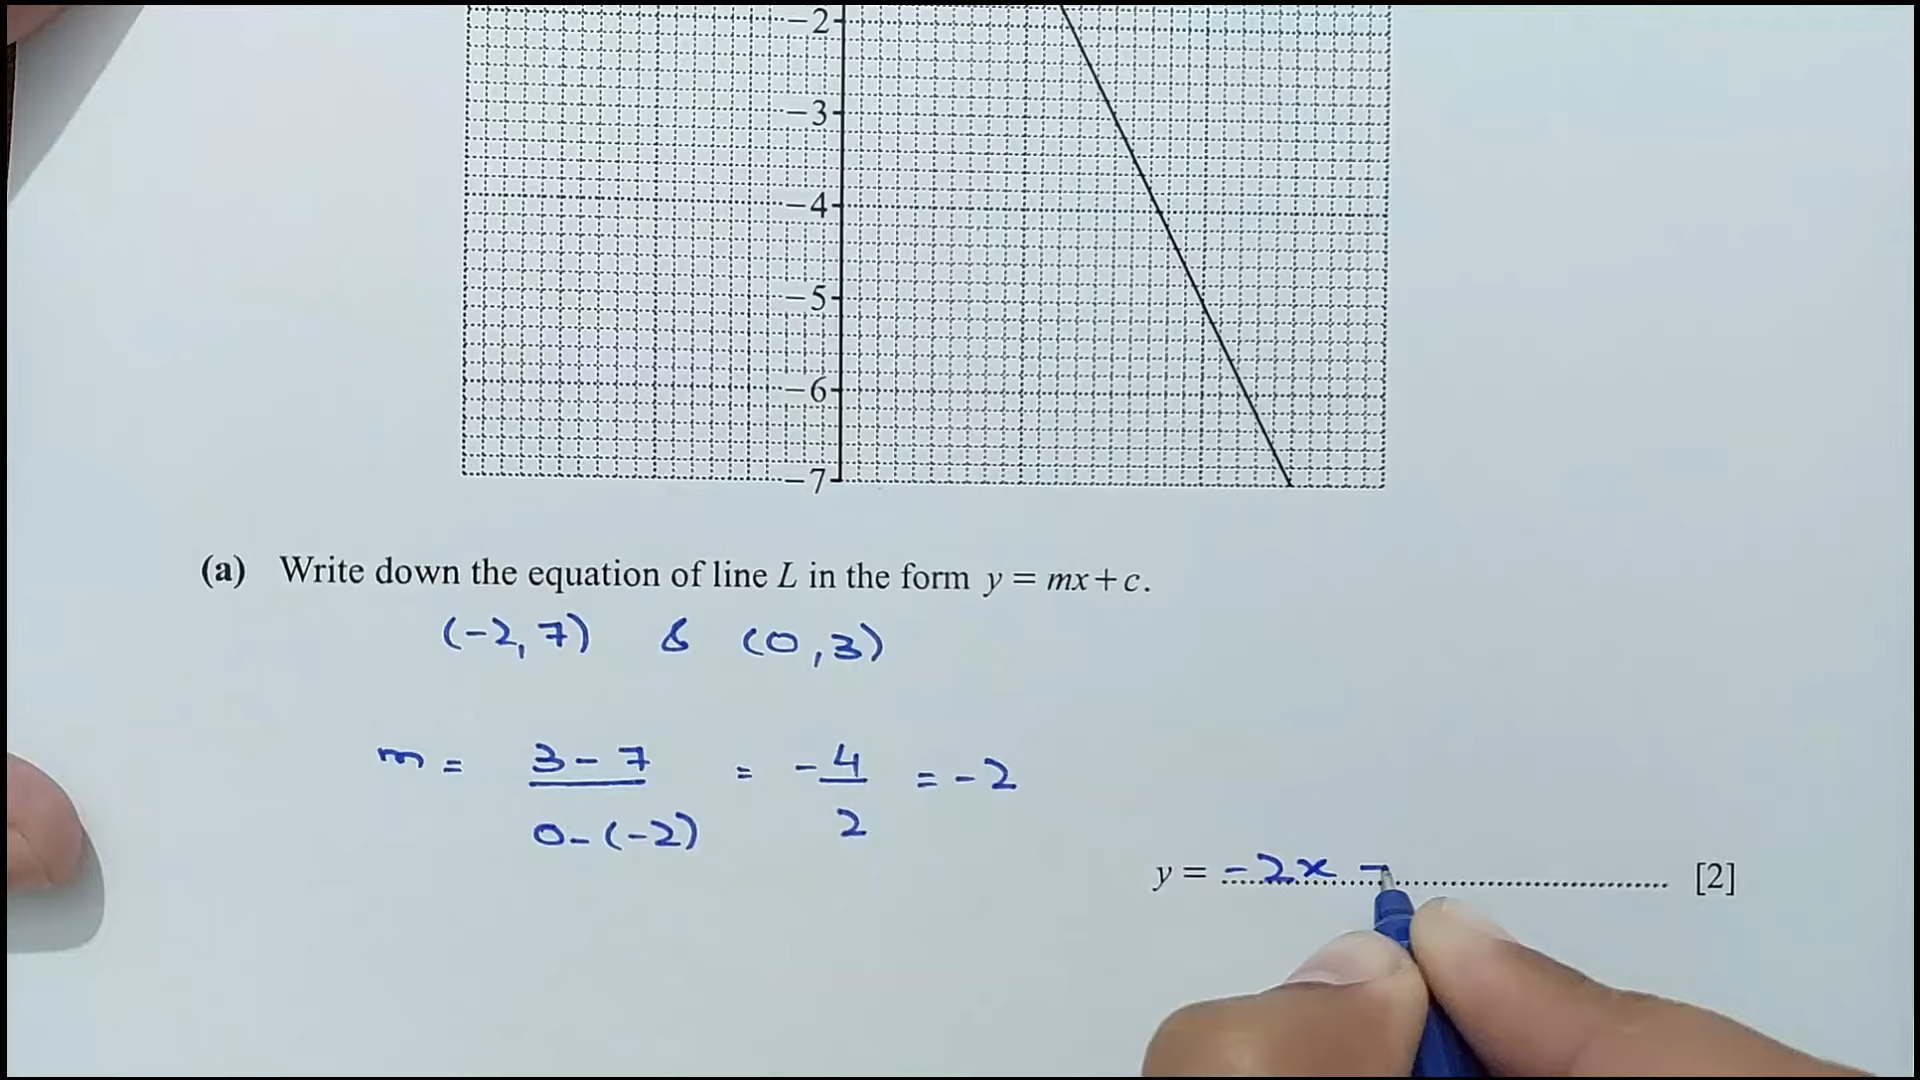 −2
−3
−4
−5
−6
−7
(a) Write down the equation of line L in the form y = mx+c.
(-2, 7) & (0, 3)
m = 3 - 7 / 0 - (-2) = -4 / 2 = -2
y = -2x - [2]